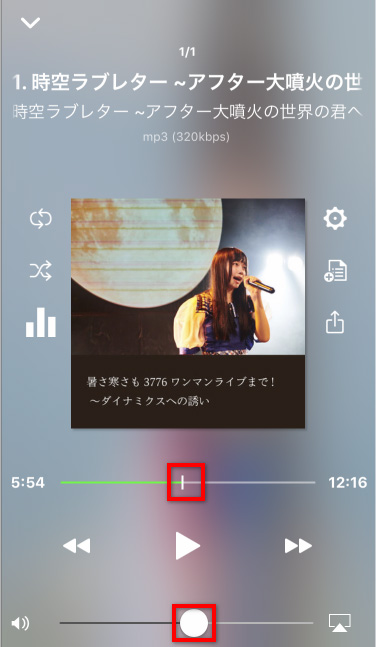 1/1
1. 時空ラブレター ~アフター大噴火の世
時空ラブレター ~アフター大噴火の世界の君へ
mp3 (320kbps)
暑さ寒さも 3776 ワンマンライブまで!
～ダイナミクスへの誘い
5:54
12:16